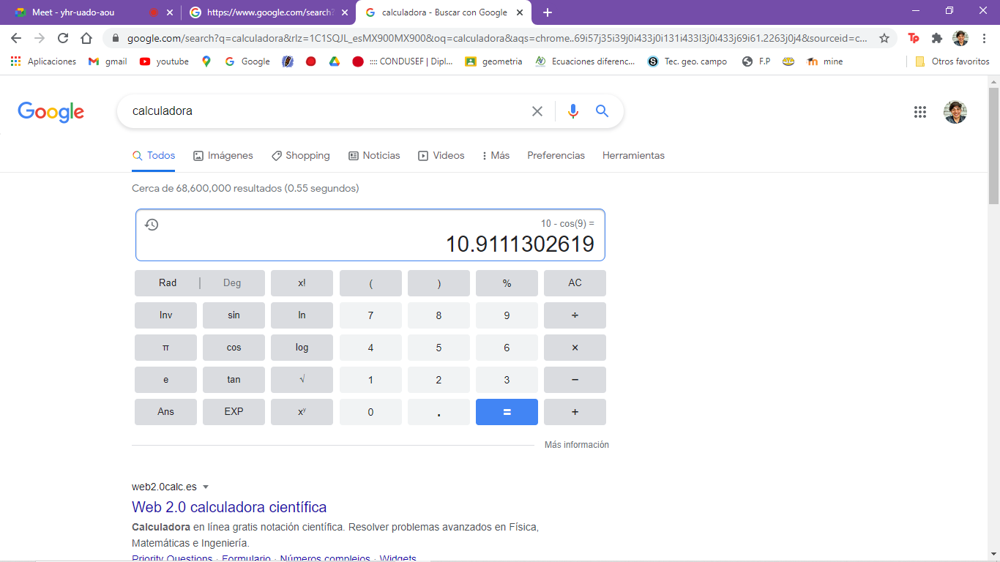 Meet - yhr-uado-aou
https://www.google.com/search?
calculadora - Buscar con Google
google.com/search?q=calculadora&rlz=1C1SQJL_esMX900MX900&oq=calculadora&aqs=chrome..69i57j35i39j0i433j0i131i433l3j0i433j69i61.2263j0j4&sourceid=c...
Aplicaciones gmail youtube Google :::: CONDUSEF | Dipl... geometria Ecuaciones diferenc... Tec. geo. campo F.P mine Otros favoritos
Google
calculadora
Todos Imágenes Shopping Noticias Videos Más Preferencias Herramientas
Cerca de 68,600,000 resultados (0.55 segundos)
10 - cos(9) =
10.9111302619
Rad | Deg x! ( ) % AC
Inv sin ln 7 8 9 ÷
π cos log 4 5 6 ×
e tan √ 1 2 3 −
Ans EXP xʸ 0 . = +
Más información
web2.0calc.es
Web 2.0 calculadora científica
Calculadora en línea gratis notación científica. Resolver problemas avanzados en Física,
Matemáticas e Ingeniería.
Priority Questions · Formulario · Números complejos · Widgets